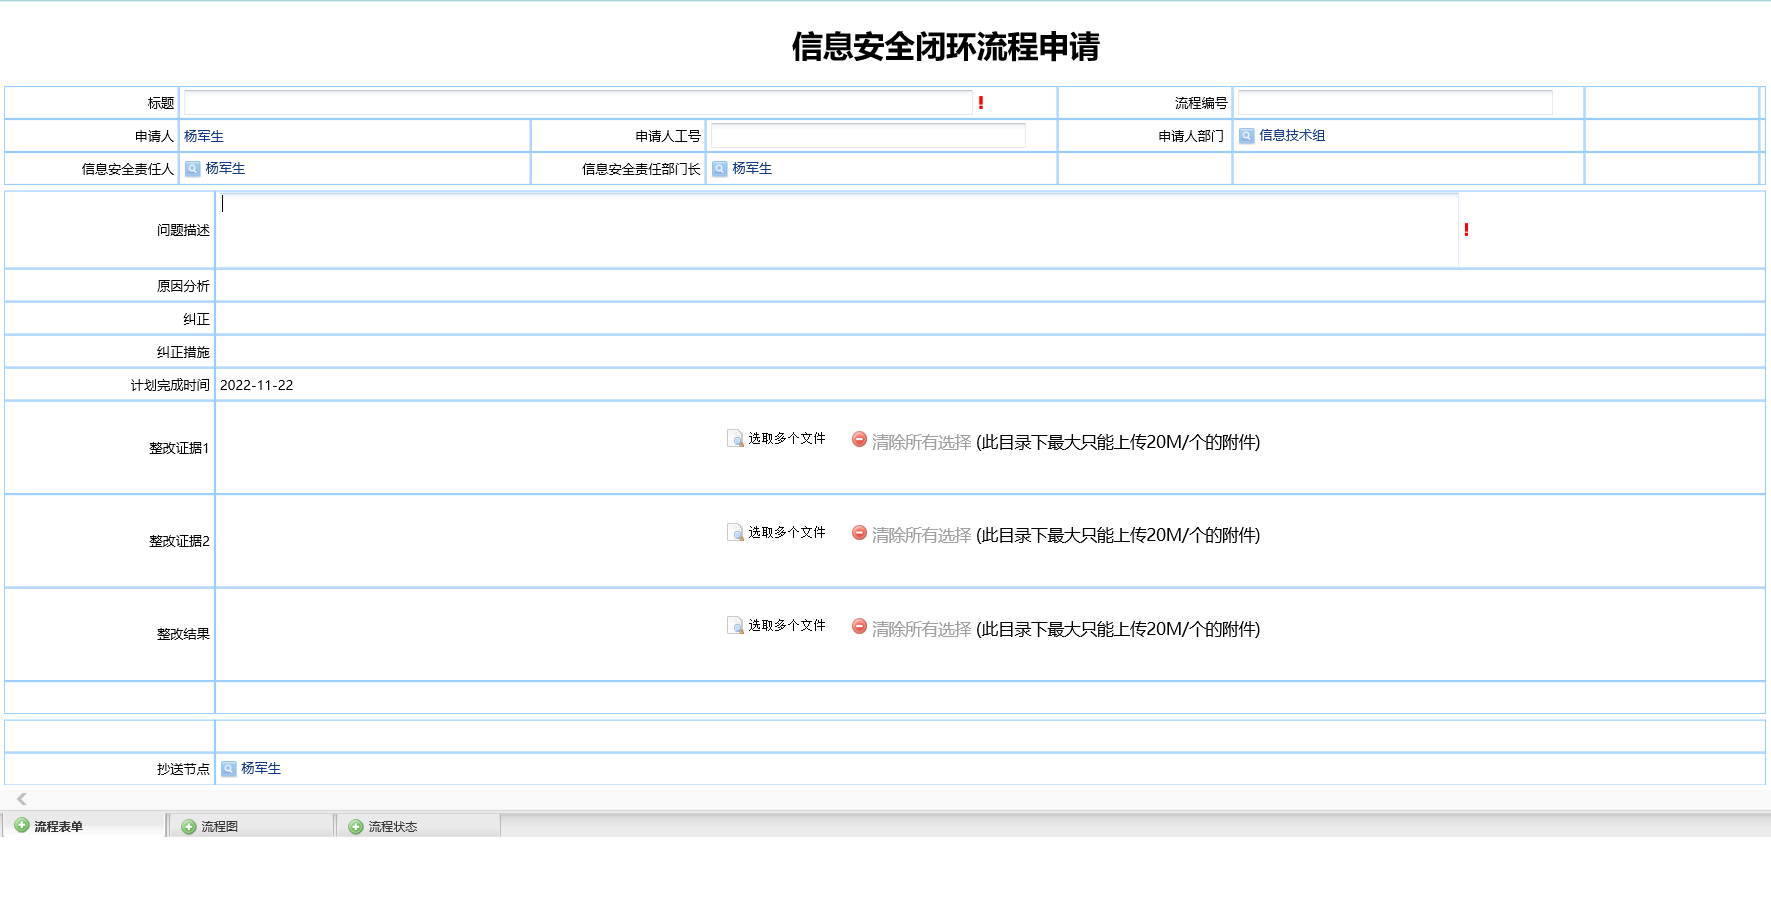 信息安全闭环流程申请
标题 ! 流程编号
申请人 杨军生 申请人工号 申请人部门 信息技术组
信息安全责任人 杨军生 信息安全责任部门长 杨军生
问题描述 !
原因分析
纠正
纠正措施
计划完成时间 2022-11-22
整改证据1 选取多个文件 清除所有选择 (此目录下最大只能上传20M/个的附件)
整改证据2 选取多个文件 清除所有选择 (此目录下最大只能上传20M/个的附件)
整改结果 选取多个文件 清除所有选择 (此目录下最大只能上传20M/个的附件)
抄送节点 杨军生
流程表单 流程图 流程状态